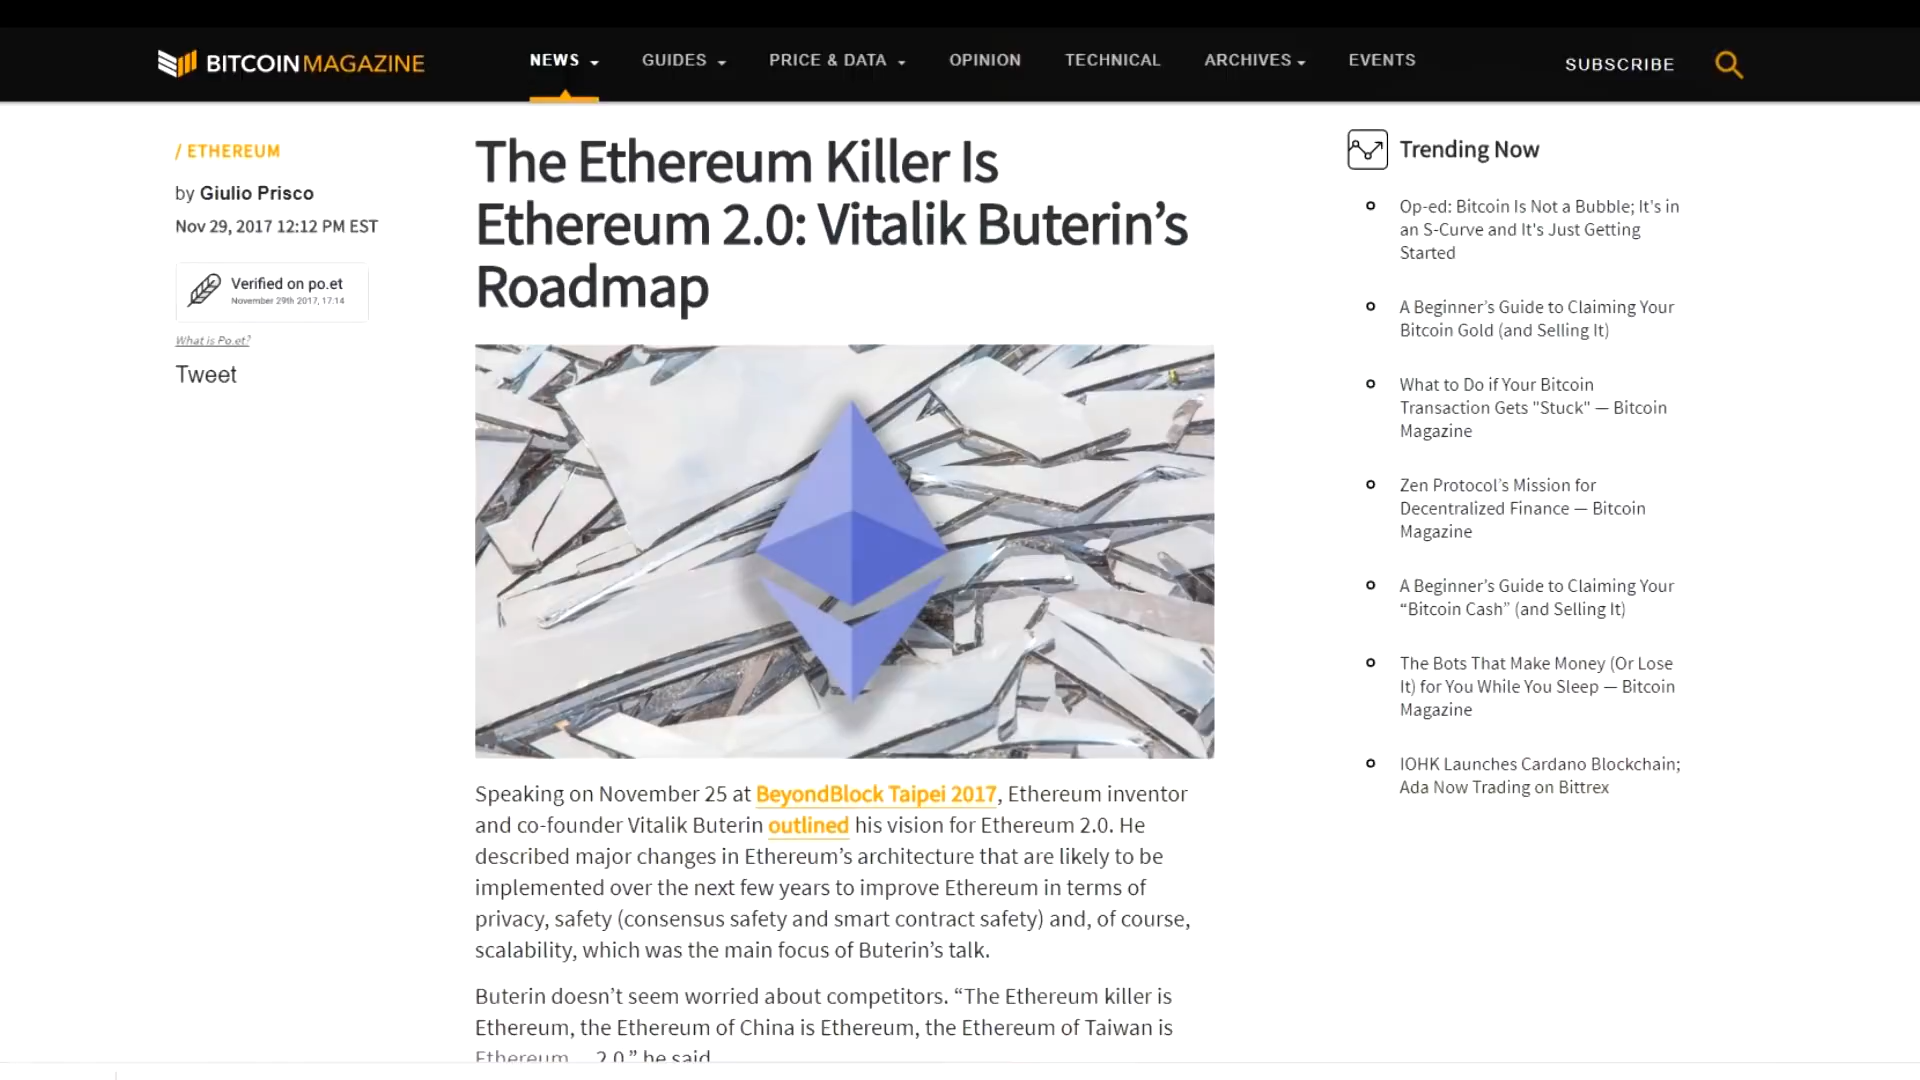 BITCOINMAGAZINE
NEWS
GUIDES
PRICE & DATA
OPINION
TECHNICAL
ARCHIVES
EVENTS
SUBSCRIBE
/ ETHEREUM
by Giulio Prisco
Nov 29, 2017 12:12 PM EST
Verified on po.et
November 29th 2017, 17:14
What is Po.et?
Tweet
The Ethereum Killer Is
Ethereum 2.0: Vitalik Buterin’s
Roadmap
Speaking on November 25 at BeyondBlock Taipei 2017, Ethereum inventor
and co-founder Vitalik Buterin outlined his vision for Ethereum 2.0. He
described major changes in Ethereum’s architecture that are likely to be
implemented over the next few years to improve Ethereum in terms of
privacy, safety (consensus safety and smart contract safety) and, of course,
scalability, which was the main focus of Buterin’s talk.
Buterin doesn’t seem worried about competitors. “The Ethereum killer is
Ethereum, the Ethereum of China is Ethereum, the Ethereum of Taiwan is
Ethereum … 2.0,” he said
Trending Now
Op-ed: Bitcoin Is Not a Bubble; It's in
an S-Curve and It's Just Getting
Started
A Beginner’s Guide to Claiming Your
Bitcoin Gold (and Selling It)
What to Do if Your Bitcoin
Transaction Gets "Stuck" — Bitcoin
Magazine
Zen Protocol’s Mission for
Decentralized Finance — Bitcoin
Magazine
A Beginner’s Guide to Claiming Your
“Bitcoin Cash” (and Selling It)
The Bots That Make Money (Or Lose
It) for You While You Sleep — Bitcoin
Magazine
IOHK Launches Cardano Blockchain;
Ada Now Trading on Bittrex